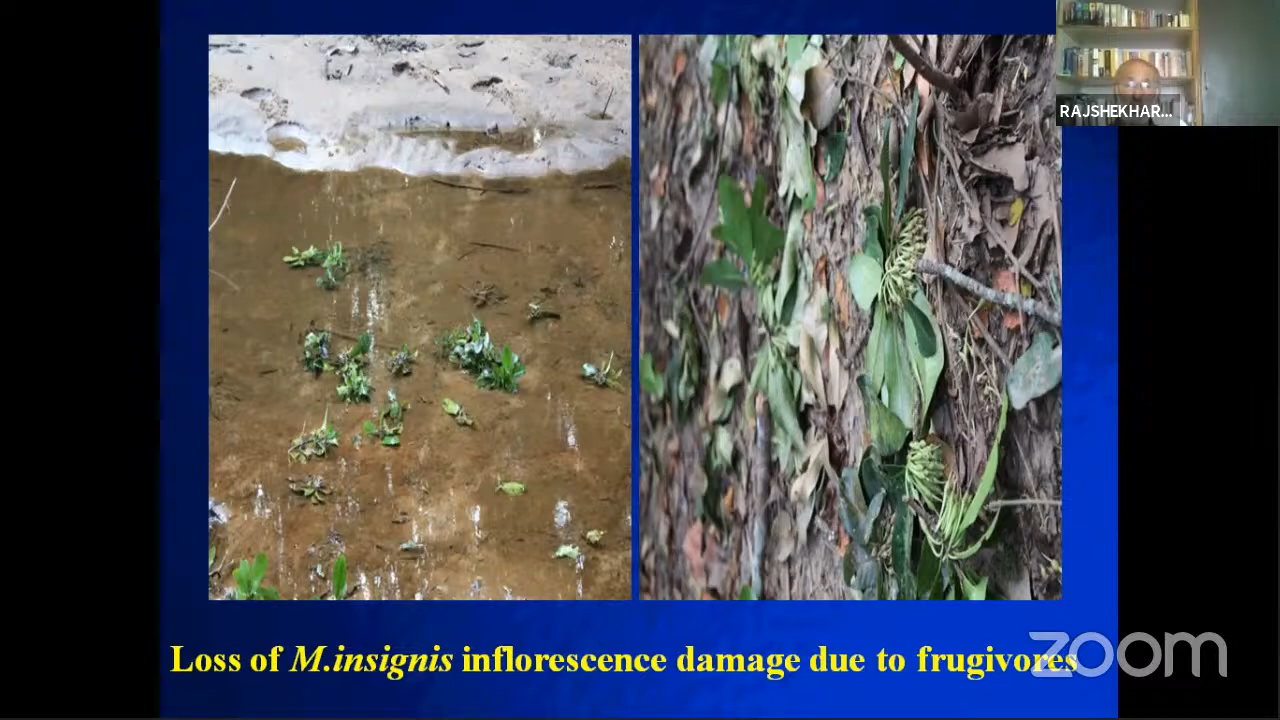 RAJSHEKHAR...
Loss of M.insignis inflorescence damage due to frugivores
zoom